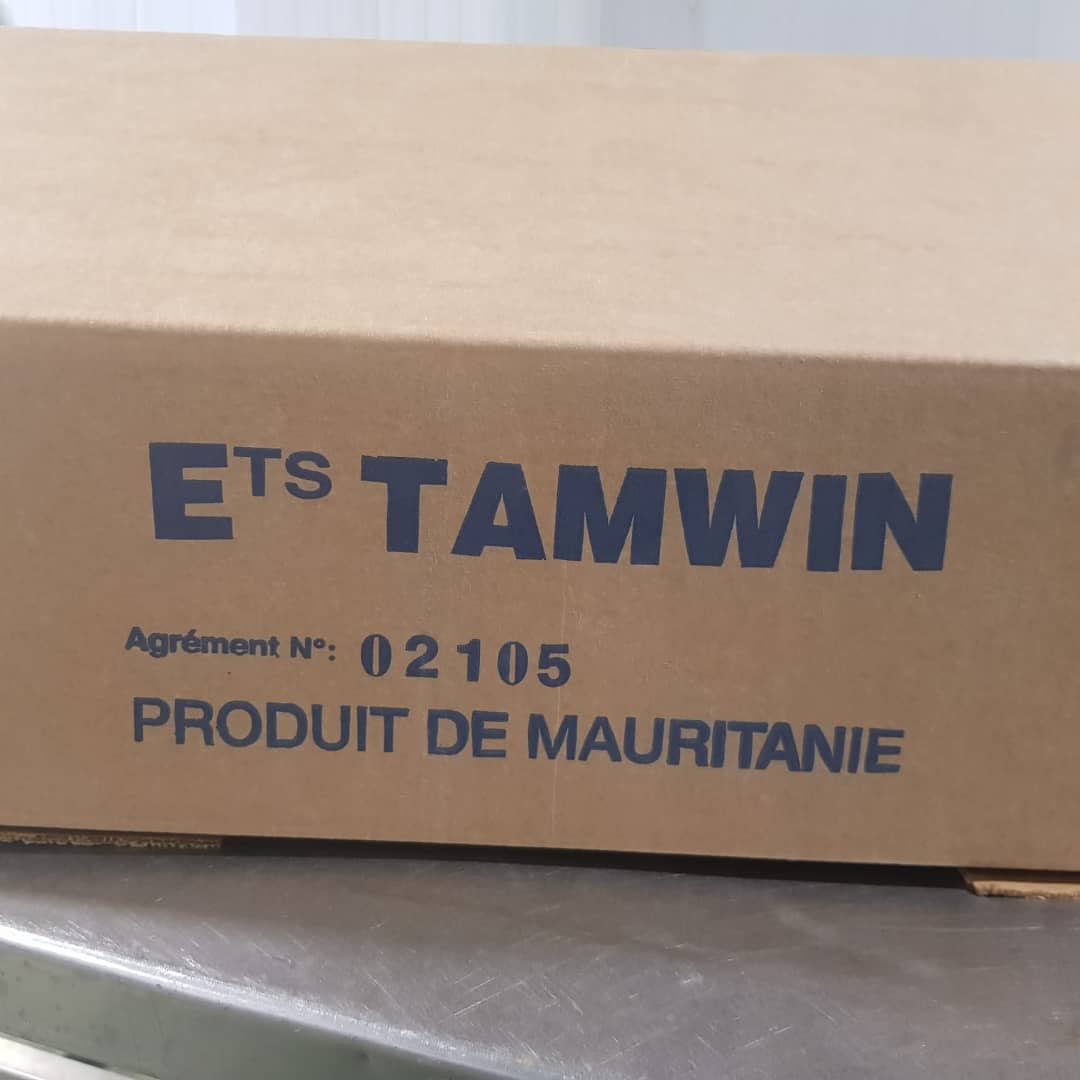 ETS TAMWIN
Agrément N°: 02105
PRODUIT DE MAURITANIE